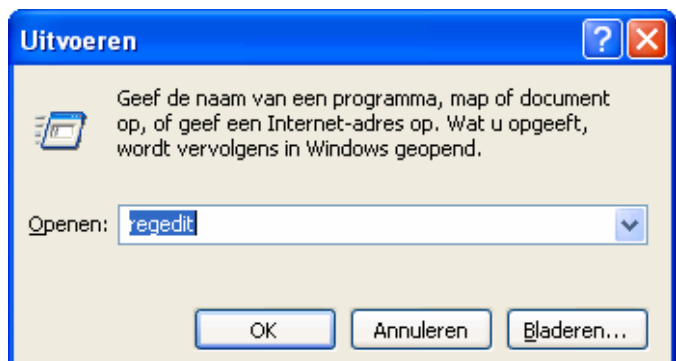 Uitvoeren
Geef de naam van een programma, map of document
op, of geef een Internet-adres op. Wat u opgeeft,
wordt vervolgens in Windows geopend.
Openen: regedit
OK Annuleren Bladeren...